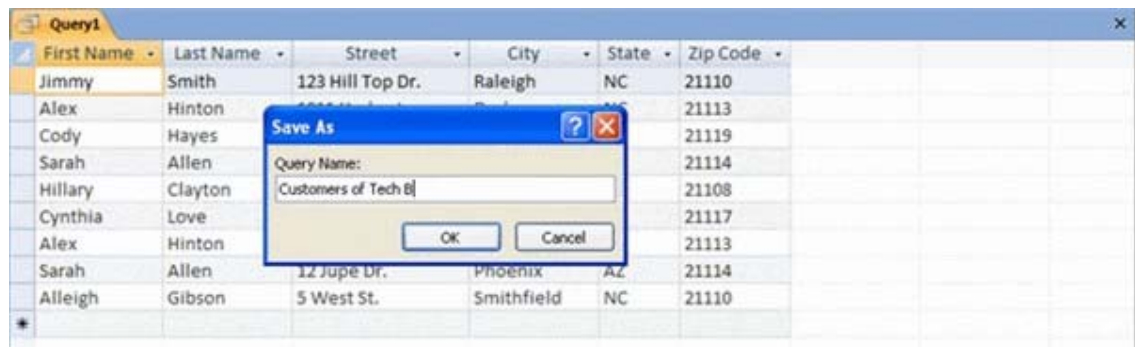 Query1
First Name Last Name Street City State Zip Code
Jimmy Smith 123 Hill Top Dr. Raleigh NC 21110
Alex Hinton 21113
Cody Hayes 21119
Sarah Allen 21114
Hillary Clayton 21108
Cynthia Love 21117
Alex Hinton 21113
Sarah Allen 12 Jupe Dr. Phoenix AZ 21114
Alleigh Gibson 5 West St. Smithfield NC 21110
Save As
Query Name:
Customers of Tech B
OK Cancel